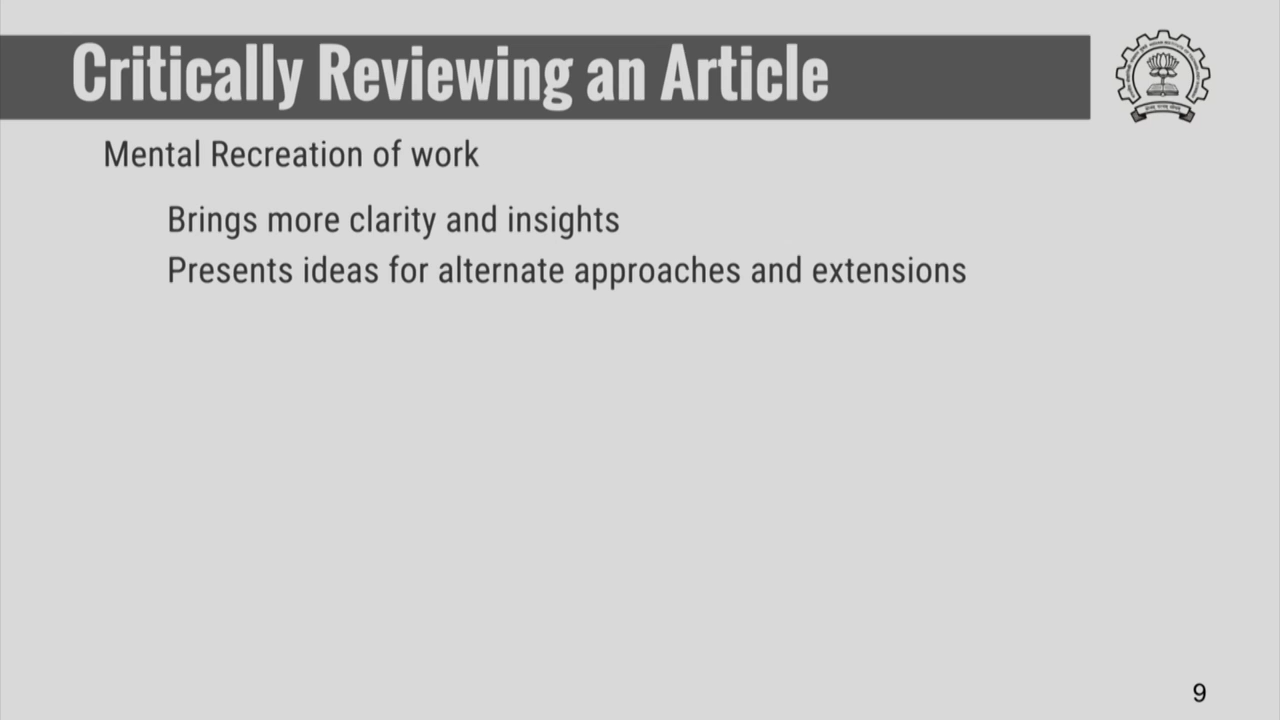 Critically Reviewing an Article
Mental Recreation of work
Brings more clarity and insights
Presents ideas for alternate approaches and extensions
9